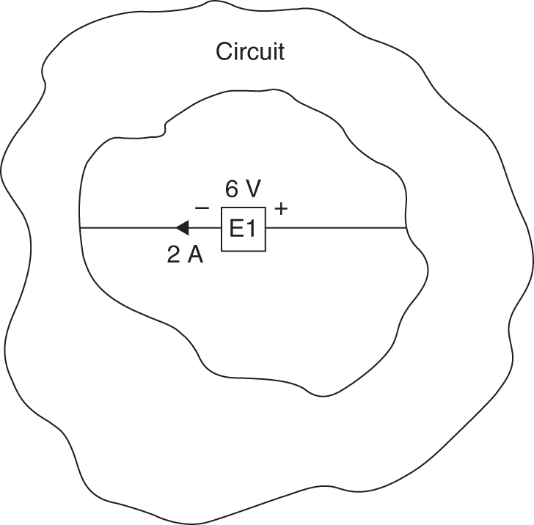 Circuit
6 V
− E1 +
2 A